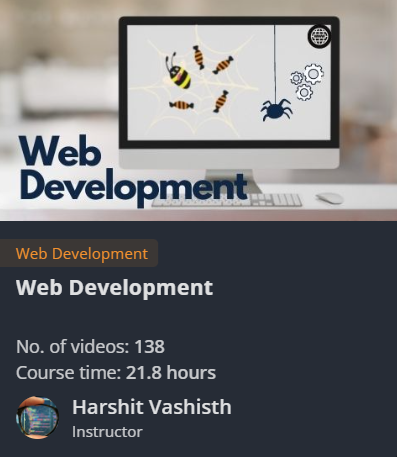 Web
Development
Web Development
Web Development
No. of videos: 138
Course time: 21.8 hours
Harshit Vashisth
Instructor